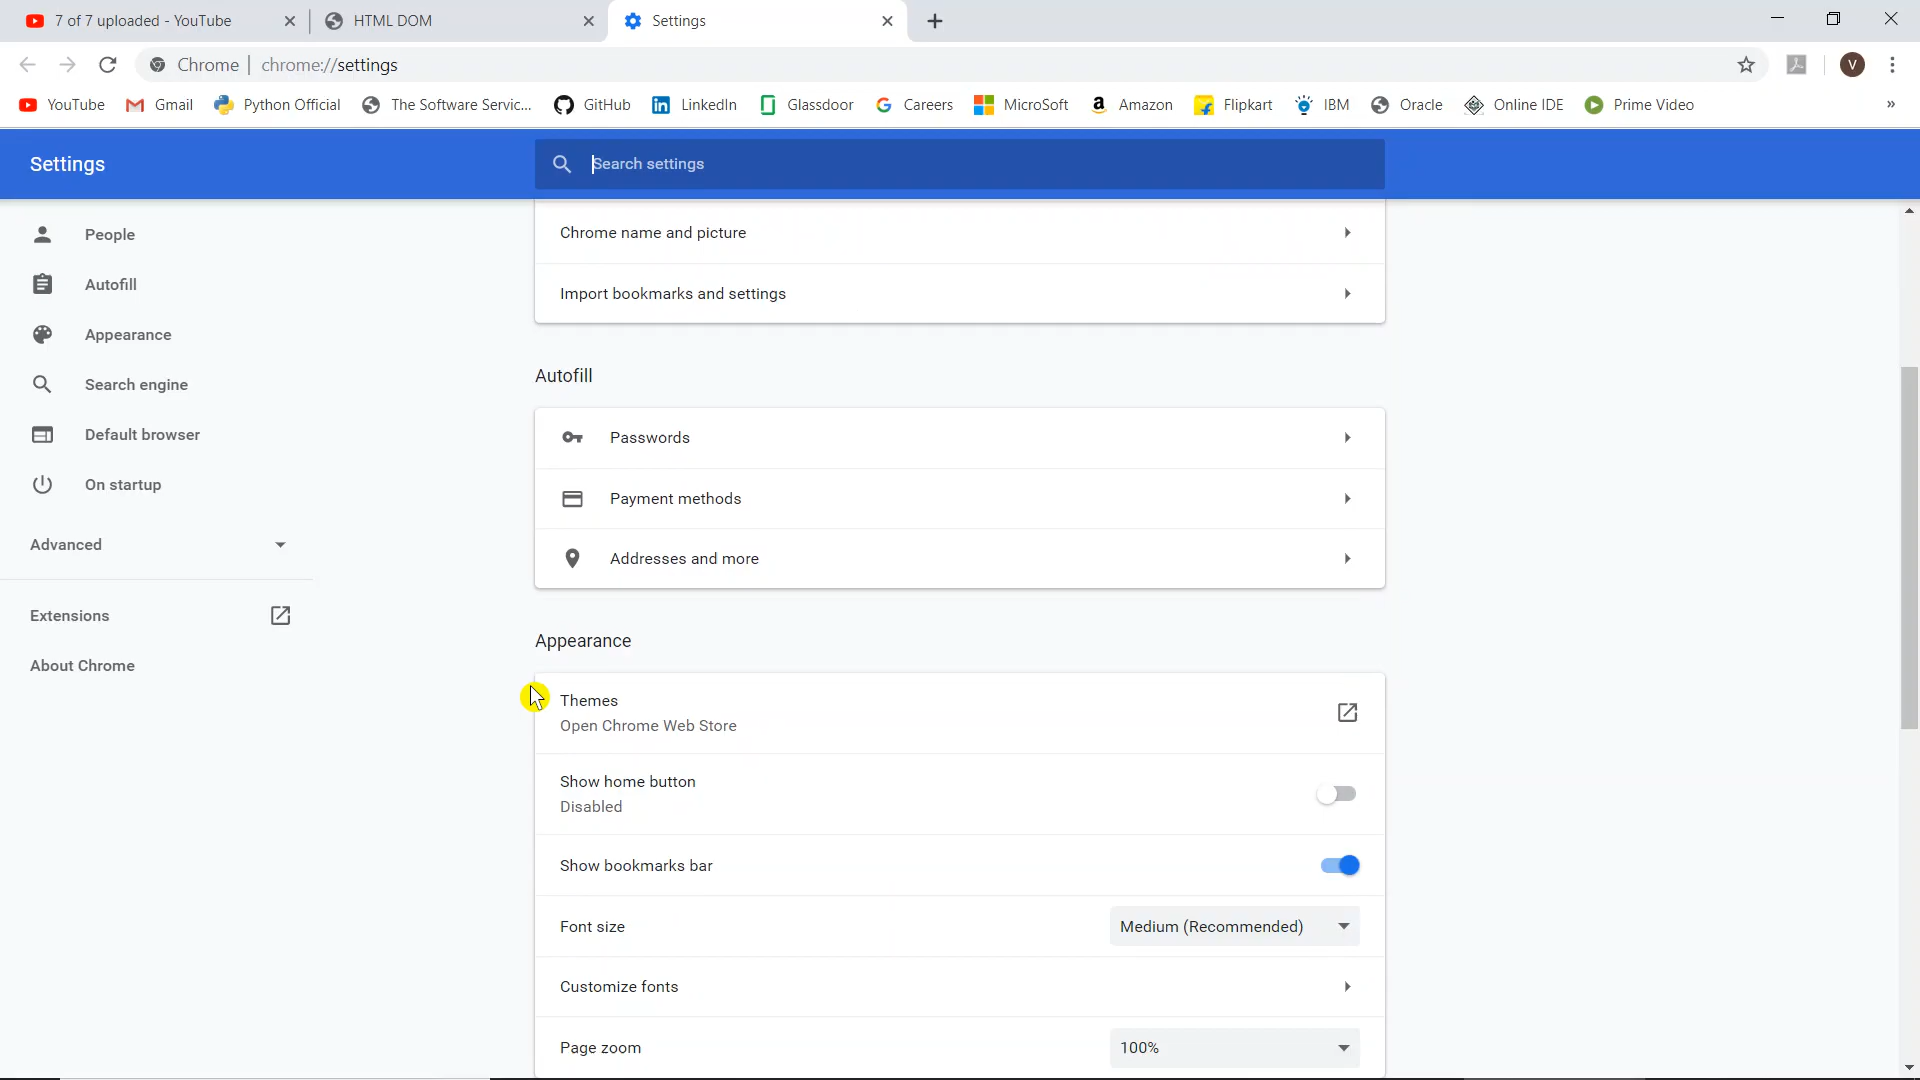 7 of 7 uploaded - YouTube
HTML DOM
Settings
Chrome | chrome://settings
V
YouTube
Gmail
Python Official
The Software Servic...
GitHub
LinkedIn
Glassdoor
Careers
MicroSoft
Amazon
Flipkart
IBM
Oracle
Online IDE
Prime Video
»
Settings
Search settings
People
Autofill
Appearance
Search engine
Default browser
On startup
Advanced
Extensions
About Chrome
Chrome name and picture
Import bookmarks and settings
Autofill
Passwords
Payment methods
Addresses and more
Appearance
Themes
Open Chrome Web Store
Show home button
Disabled
Show bookmarks bar
Font size
Medium (Recommended)
Customize fonts
Page zoom
100%